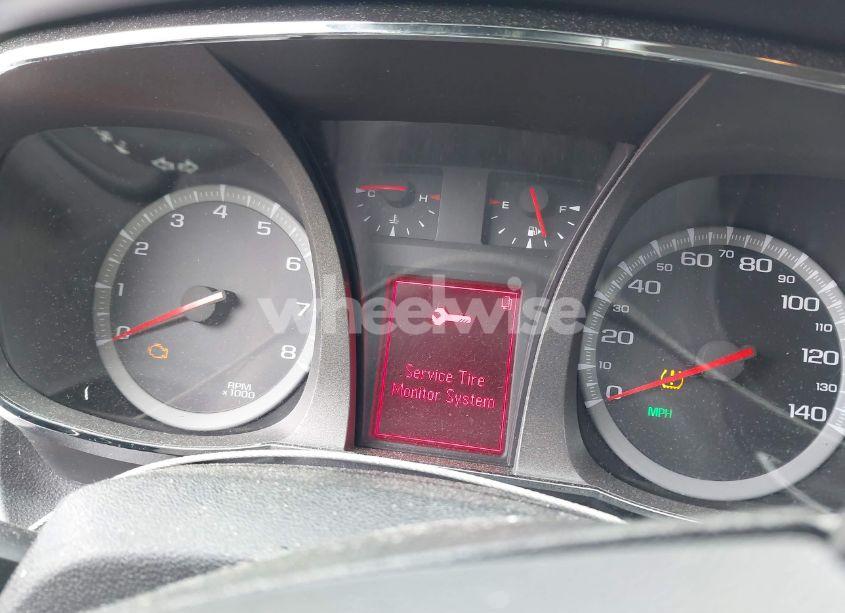 C H
E F
0 1 2 3 4 5 6 7 8
RPM
x1000
Service Tire
Monitor System
0 10 20 30 40 50 60 70 80 90 100 110 120 130 140
MPH
wheelwise